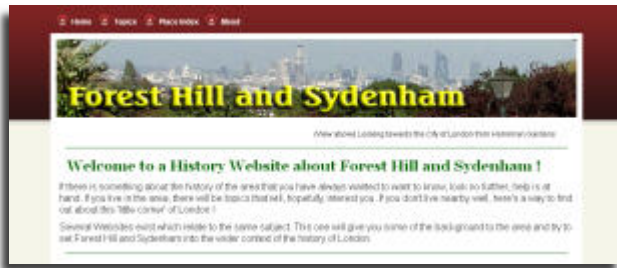 Home Topics Place Index About
Forest Hill and Sydenham
(View above) Looking towards the City of London from Horniman Gardens
Welcome to a History Website about Forest Hill and Sydenham !
If there is something about the history of the area that you have always wanted to want to know, look no further, help is at
hand. If you live in the area, there will be topics that will, hopefully, interest you. If you don't live nearby well, here's a way to find
out about this 'little corner' of London !
Several Websites exist which relate to the same subject. This one will give you some of the background to the area and try to
set Forest Hill and Sydenham into the wider context of the history of London.